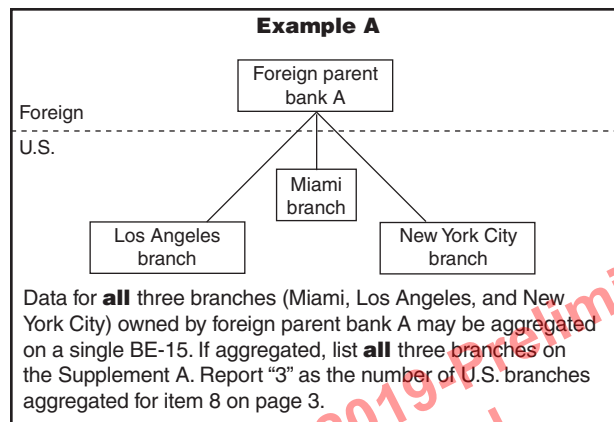 Example A
Foreign parent
bank A
Foreign
U.S.
Miami
branch
Los Angeles
branch
New York City
branch
Data for all three branches (Miami, Los Angeles, and New
York City) owned by foreign parent bank A may be aggregated
on a single BE-15. If aggregated, list all three branches on
the Supplement A. Report “3” as the number of U.S. branches
aggregated for item 8 on page 3.